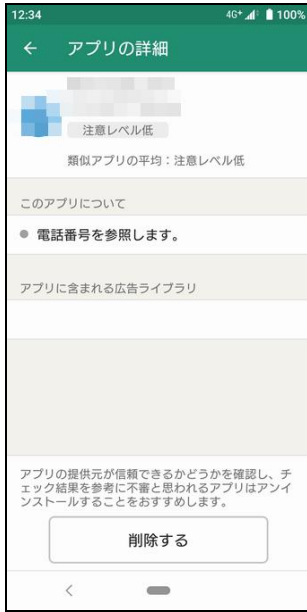 12:34
4G+ 100%
アプリの詳細
注意レベル低
類似アプリの平均：注意レベル低
このアプリについて
電話番号を参照します。
アプリに含まれる広告ライブラリ
アプリの提供元が信頼できるかどうかを確認し、チ
ェック結果を参考に不審と思われるアプリはアンイ
ンストールすることをおすすめします。
削除する